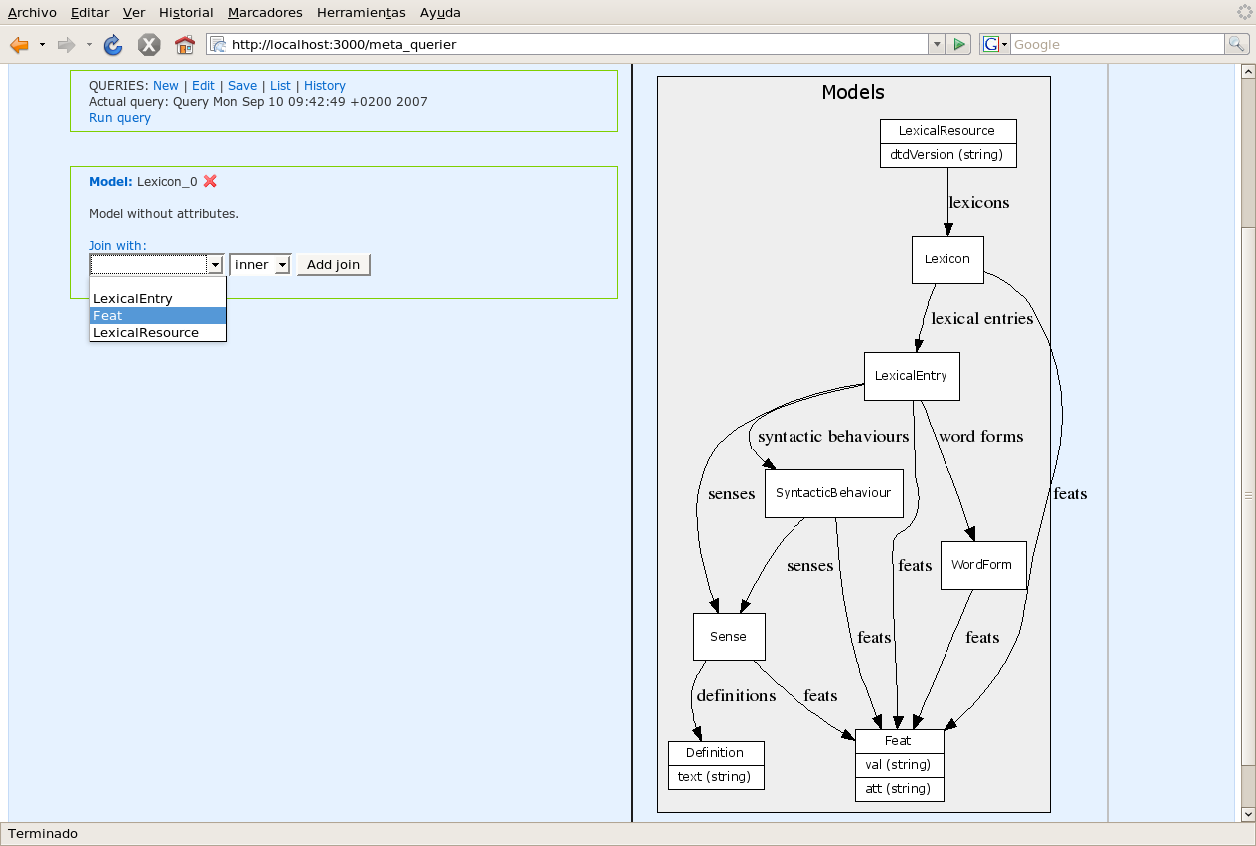 Archivo Editar Ver Historial Marcadores Herramientas Ayuda
http://localhost:3000/meta_querier
G Google
QUERIES: New | Edit | Save | List | History
Actual query: Query Mon Sep 10 09:42:49 +0200 2007
Run query
Model: Lexicon_0
Model without attributes.
Join with:
inner Add join
LexicalEntry
Feat
LexicalResource
Models
LexicalResource
dtdVersion (string)
lexicons
Lexicon
lexical entries
LexicalEntry
syntactic behaviours
word forms
senses
SyntacticBehaviour
feats
senses
feats
WordForm
Sense
feats
feats
definitions
feats
Definition
text (string)
Feat
val (string)
att (string)
Terminado